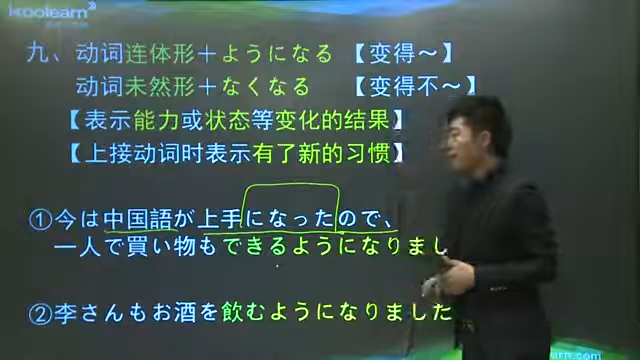 koolearn
九、动词连体形＋ようになる 【变得～】
动词未然形＋なくなる 【变得不～】
【表示能力或状态等变化的结果】
【上接动词时表示有了新的习惯】
①今は中国語が上手になったので、
一人で買い物もできるようになりまし
②李さんもお酒を飲むようになりました
learn.com